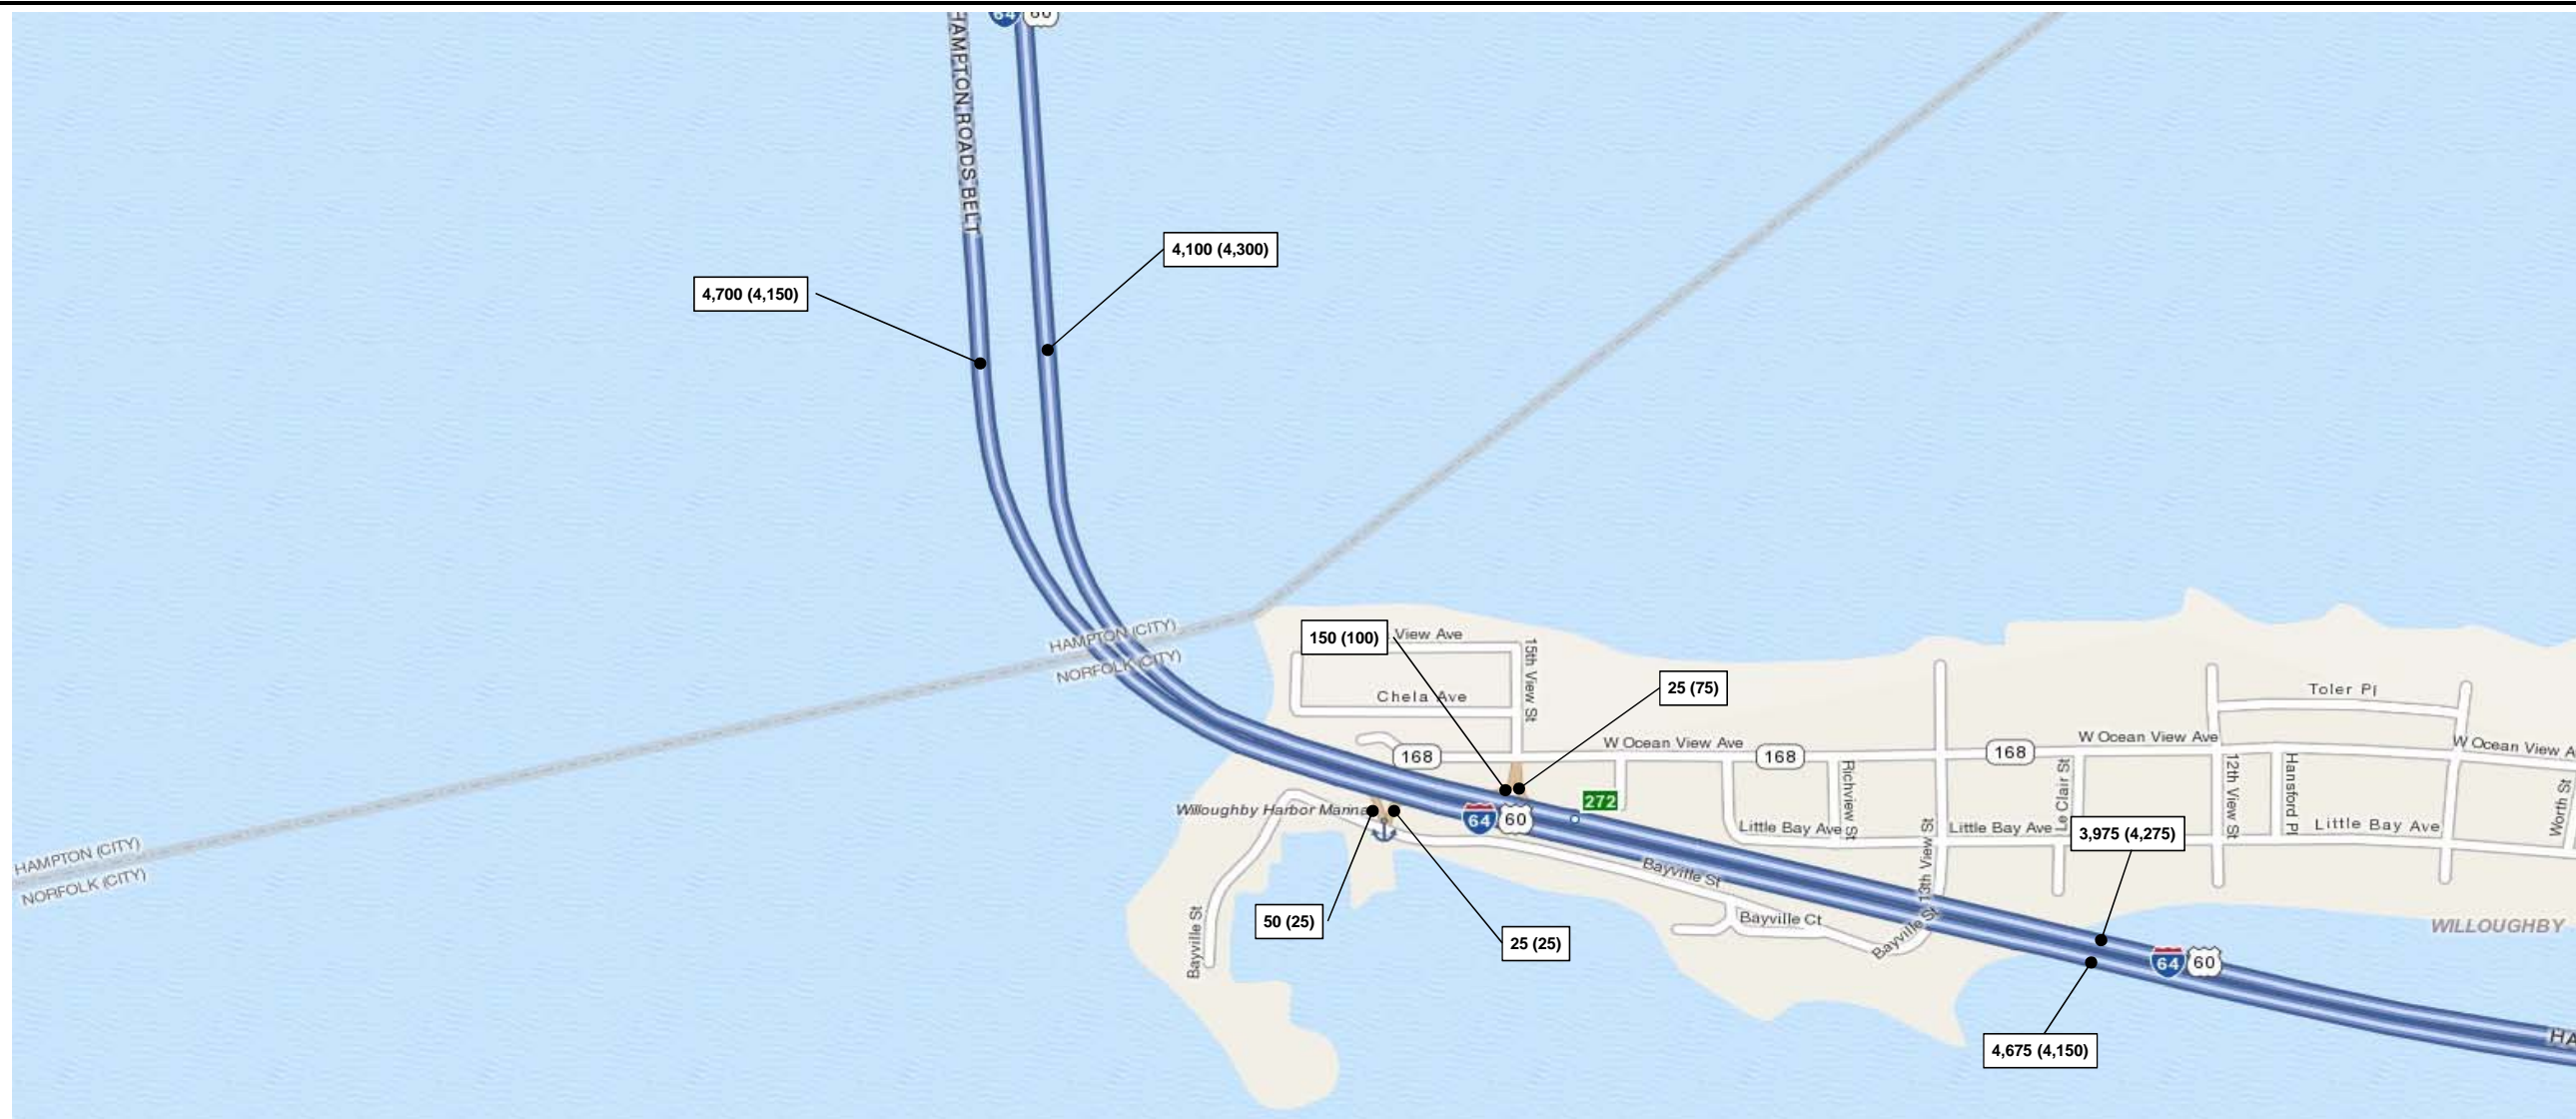 64
60
HAMPTON ROADS BELT
4,100 (4,300)
4,700 (4,150)
HAMPTON (CITY)
NORFOLK (CITY)
150 (100)
View Ave
15th View St
25 (75)
Chela Ave
Toler Pl
168
W Ocean View Ave
168
168
W Ocean View Ave
W Ocean View A
Willoughby Harbor Marina
272
64
60
Richview St
Le Clair St
12th View St
Hansford Pl
Worth St
Little Bay Ave
Little Bay Ave
Little Bay Ave
3,975 (4,275)
HAMPTON (CITY)
NORFOLK (CITY)
Bayville St
13th View St
50 (25)
25 (25)
Bayville St
Bayville Ct
Bayville St
WILLOUGHBY
64
60
4,675 (4,150)
HA